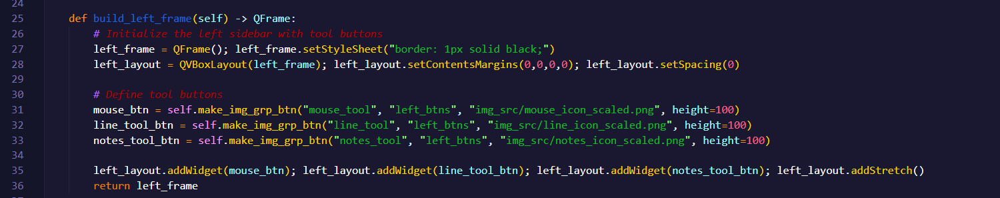 24
25 def build_left_frame(self) -> QFrame:
26 # Initialize the left sidebar with tool buttons
27 left_frame = QFrame(); left_frame.setStyleSheet("border: 1px solid black;")
28 left_layout = QVBoxLayout(left_frame); left_layout.setContentsMargins(0,0,0,0); left_layout.setSpacing(0)
29
30 # Define tool buttons
31 mouse_btn = self.make_img_grp_btn("mouse_tool", "left_btns", "img_src/mouse_icon_scaled.png", height=100)
32 line_tool_btn = self.make_img_grp_btn("line_tool", "left_btns", "img_src/line_icon_scaled.png", height=100)
33 notes_tool_btn = self.make_img_grp_btn("notes_tool", "left_btns", "img_src/notes_icon_scaled.png", height=100)
34
35 left_layout.addWidget(mouse_btn); left_layout.addWidget(line_tool_btn); left_layout.addWidget(notes_tool_btn); left_layout.addStretch()
36 return left_frame